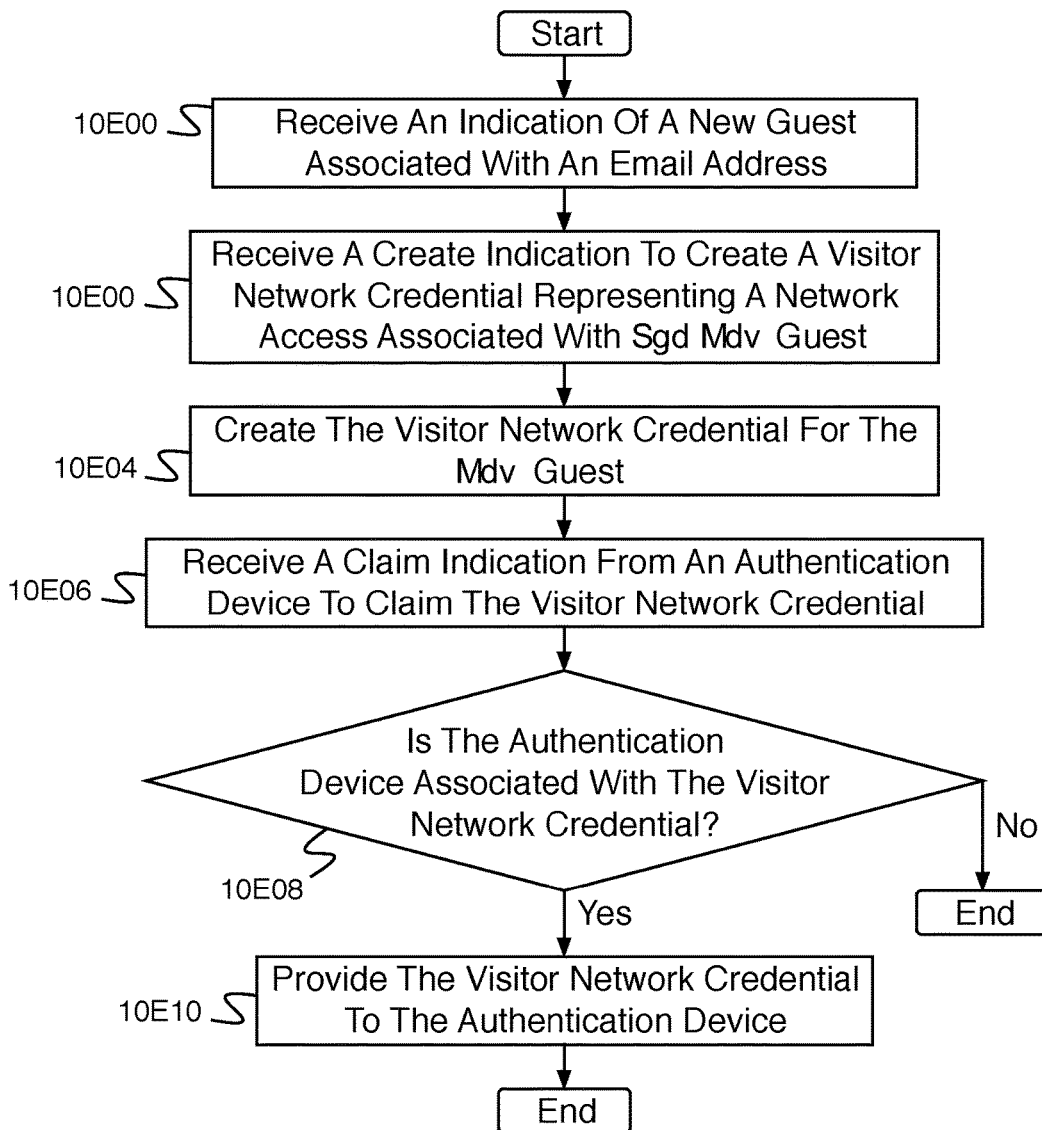 Start
10E00
Receive An Indication Of A New Guest
Associated With An Email Address
10E00
Receive A Create Indication To Create A Visitor
Network Credential Representing A Network
Access Associated With Sgd Mdv Guest
10E04
Create The Visitor Network Credential For The
Mdv Guest
10E06
Receive A Claim Indication From An Authentication
Device To Claim The Visitor Network Credential
Is The Authentication
Device Associated With The Visitor
Network Credential?
10E08
No
End
Yes
10E10
Provide The Visitor Network Credential
To The Authentication Device
End